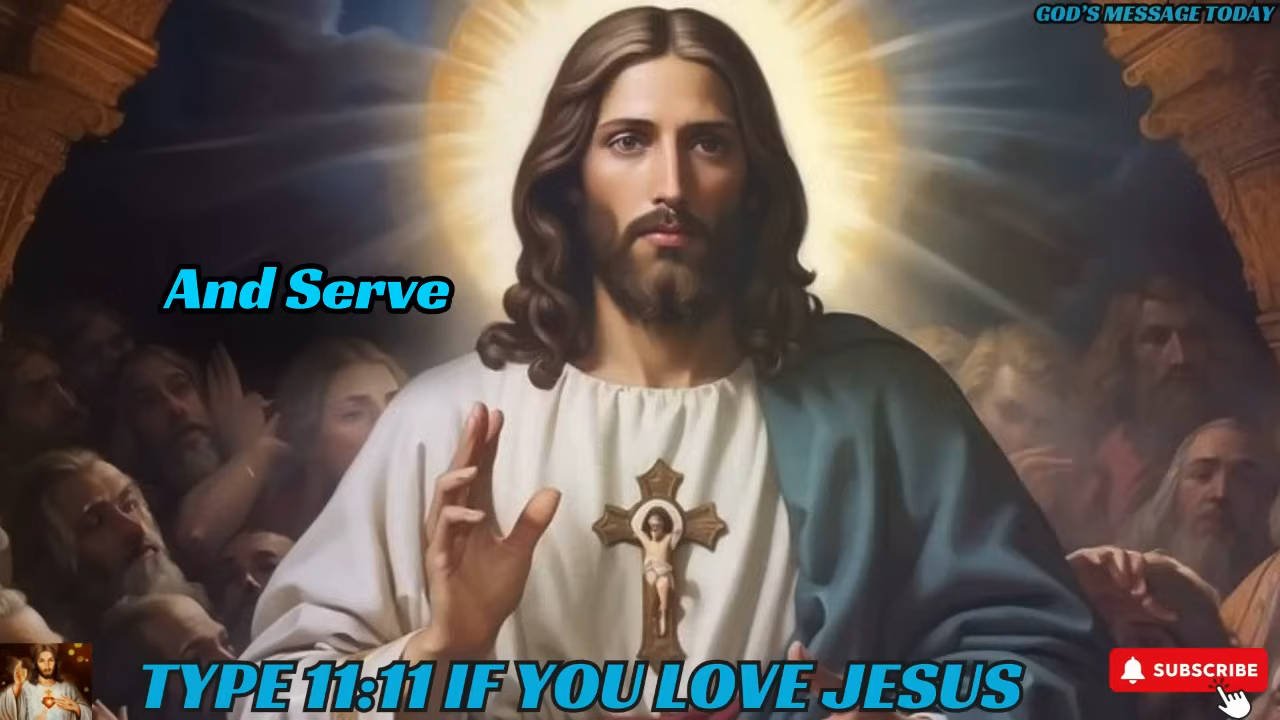 GOD'S MESSAGE TODAY
And Serve
TYPE 11:11 IF YOU LOVE JESUS
SUBSCRIBE